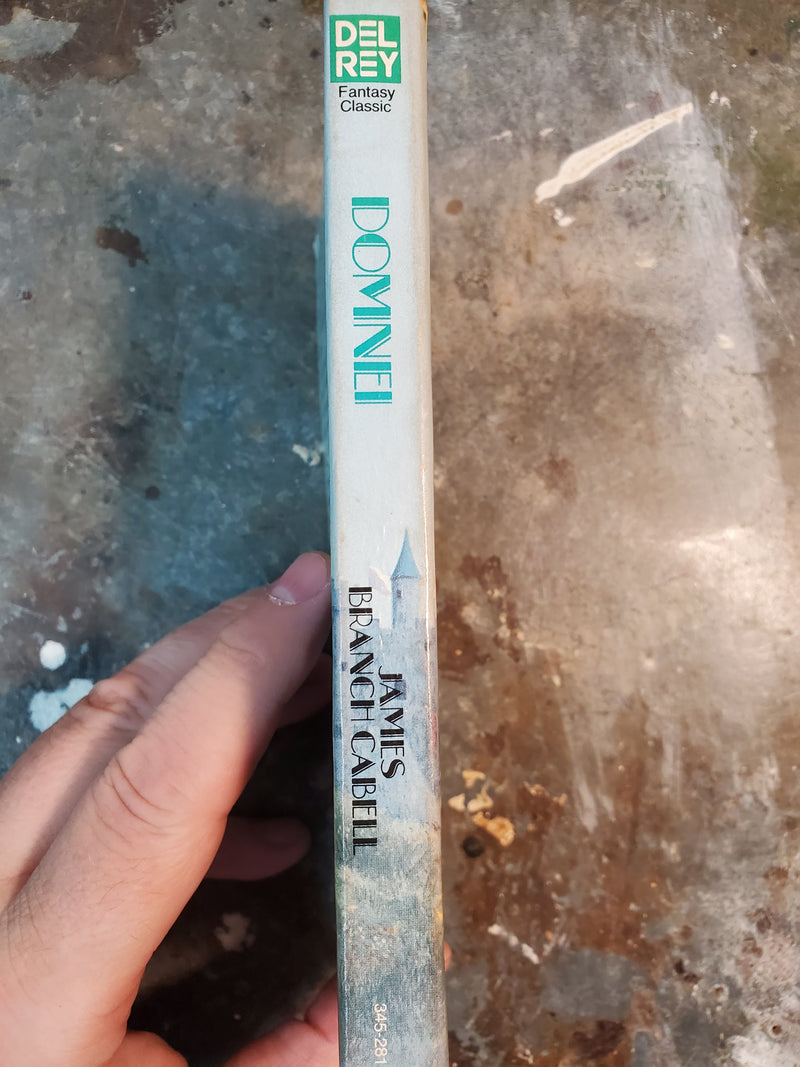 DEL
REY
Fantasy
Classic
DOMNEI
JAMES
BRANCH CABELL
345-281